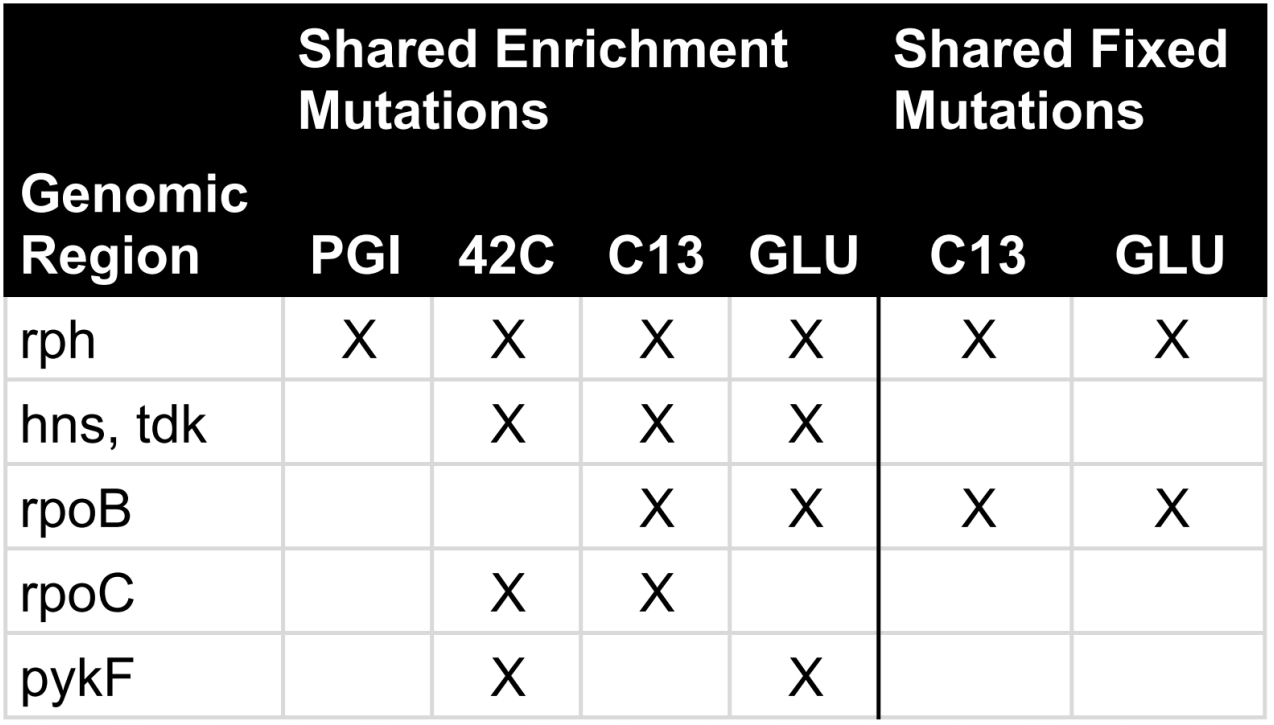 Shared Enrichment Shared Fixed
Mutations Mutations
Genomic
Region PGI 42C C13 GLU C13 GLU
rph X X X X X X
hns, tdk X X X
rpoB X X X X
rpoC X X
pykF X X